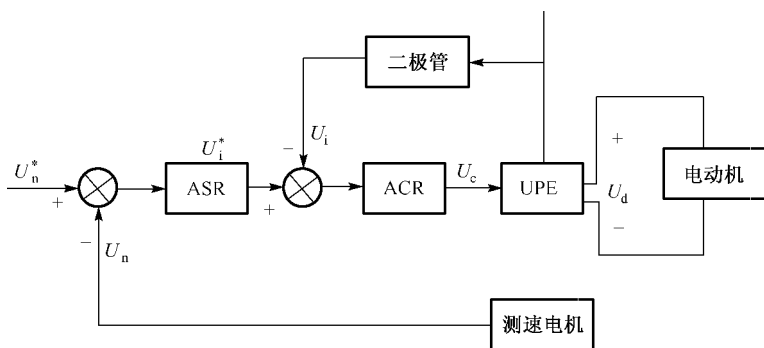 二极管
−
U_i
U_n^*
U_i^*
+
ASR
+
ACR
U_c
UPE
+
U_d
−
电动机
−
U_n
测速电机